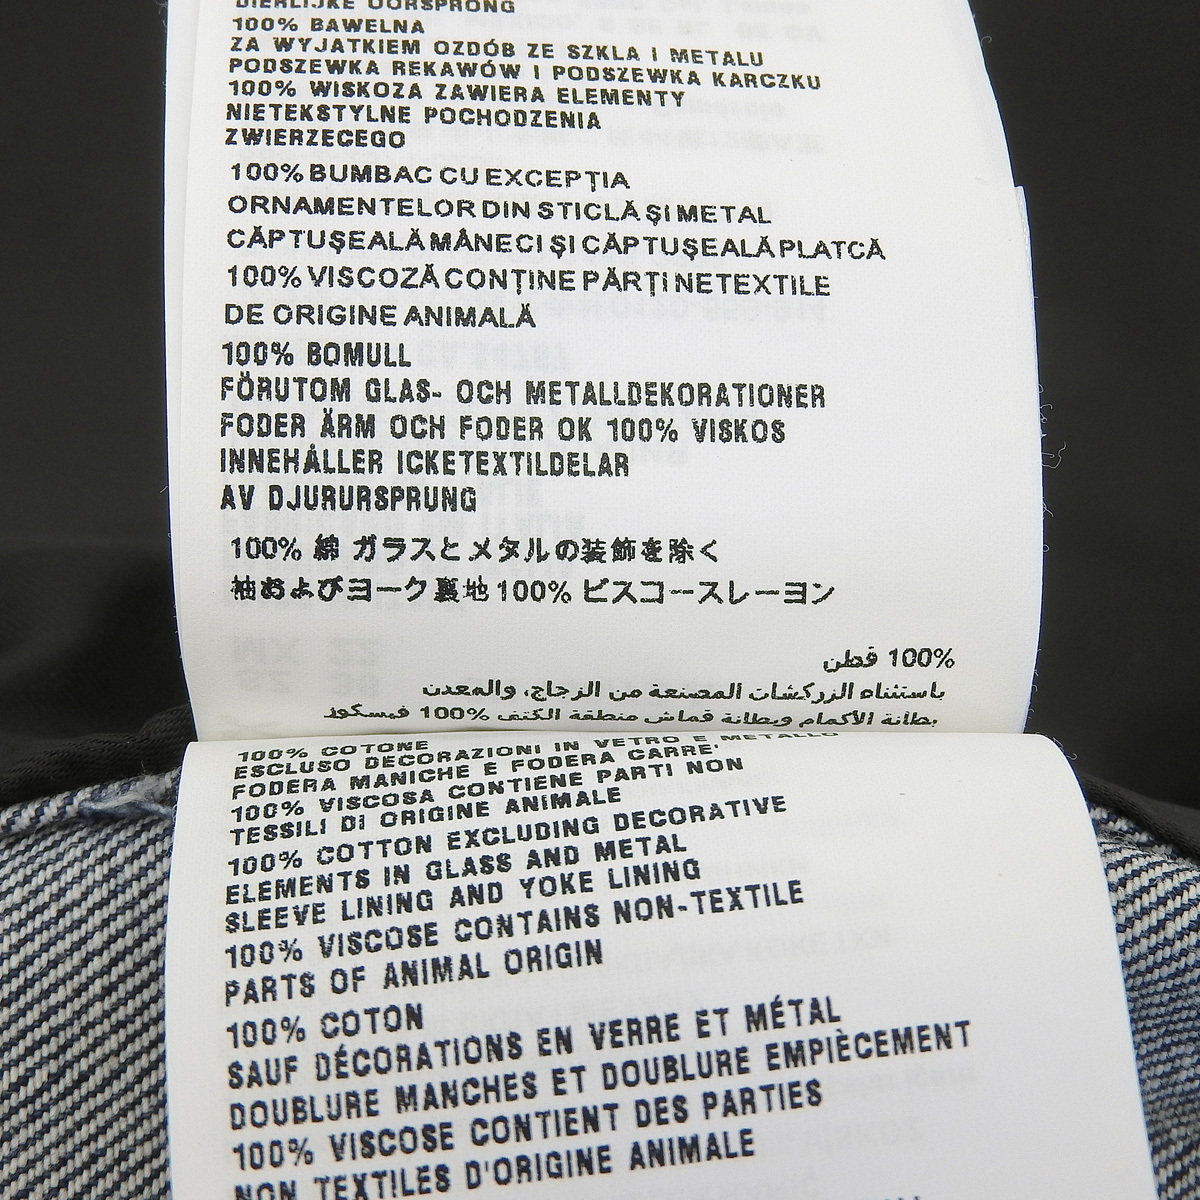 DIERLIJKE OORSPRONG
100% BAWELNA
ZA WYJATKIEM OZDÓB ZE SZKLA I METALU
PODSZEWKA REKAWÓW I PODSZEWKA KARCZKU
100% WISKOZA ZAWIERA ELEMENTY
NIETEKSTYLNE POCHODZENIA
ZWIERZECEGO
100% BUMBAC CU EXCEPȚIA
ORNAMENTELOR DIN STICLĂ ȘI METAL
CĂPTUȘEALĂ MÂNECI ȘI CĂPTUȘEALĂ PLATCĂ
100% VISCOZĂ CONȚINE PĂRȚI NETEXTILE
DE ORIGINE ANIMALĂ
100% BOMULL
FÖRUTOM GLAS- OCH METALLDEKORATIONER
FODER ÄRM OCH FODER OK 100% VISKOS
INNEHÅLLER ICKETEXTILDELAR
AV DJURURSPRUNG
100% 綿 ガラスとメタルの装飾を除く
袖およびヨーク裏地100% ビスコースレーヨン
100% قطن
باستثناء الزركشات المصنعة من الزجاج، والمعدن
بطانة الأكمام وبطانة قماش منطقة الكتف 100% فيسكوز
100% COTONE
ESCLUSO DECORAZIONI IN VETRO E METALLO
FODERA MANICHE E FODERA CARRE'
100% VISCOSA CONTIENE PARTI NON
TESSILI DI ORIGINE ANIMALE
100% COTTON EXCLUDING DECORATIVE
ELEMENTS IN GLASS AND METAL
SLEEVE LINING AND YOKE LINING
100% VISCOSE CONTAINS NON-TEXTILE
PARTS OF ANIMAL ORIGIN
100% COTON
SAUF DÉCORATIONS EN VERRE ET MÉTAL
DOUBLURE MANCHES ET DOUBLURE EMPIÈCEMENT
100% VISCOSE CONTIENT DES PARTIES
NON TEXTILES D'ORIGINE ANIMALE